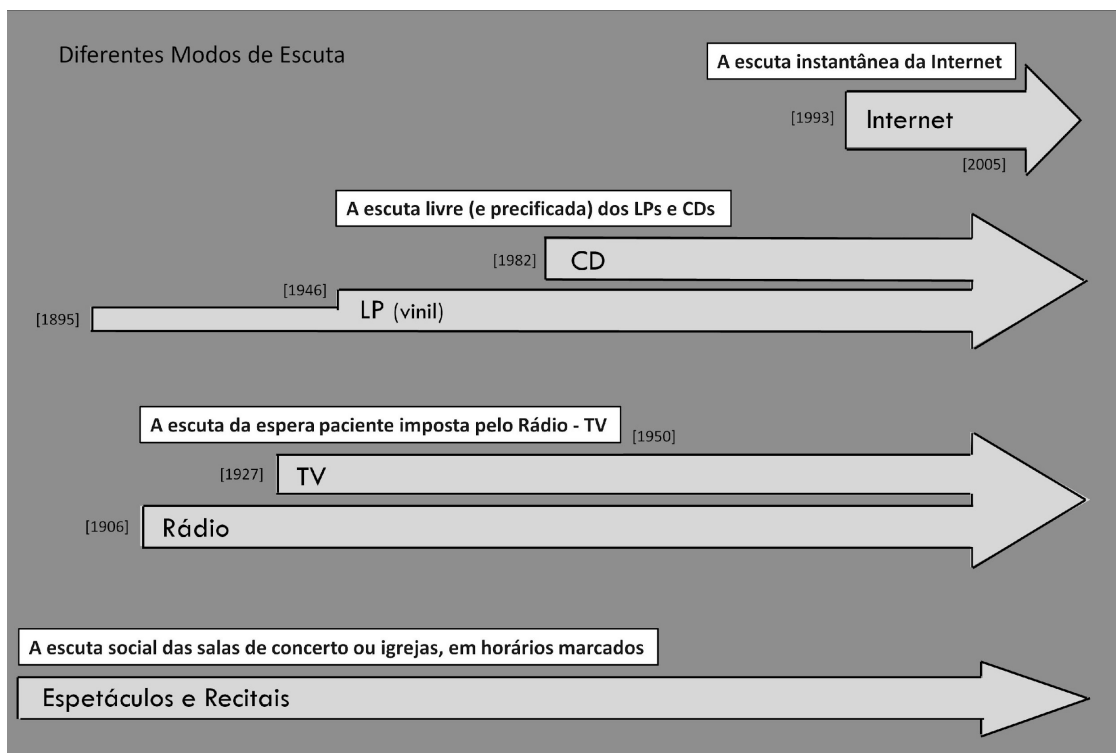 Diferentes Modos de Escuta
A escuta instantânea da Internet
[1993]
Internet
[2005]
A escuta livre (e precificada) dos LPs e CDs
[1982]
CD
[1946]
LP (vinil)
[1895]
A escuta da espera paciente imposta pelo Rádio - TV
[1950]
[1927]
TV
[1906]
Rádio
A escuta social das salas de concerto ou igrejas, em horários marcados
Espetáculos e Recitais